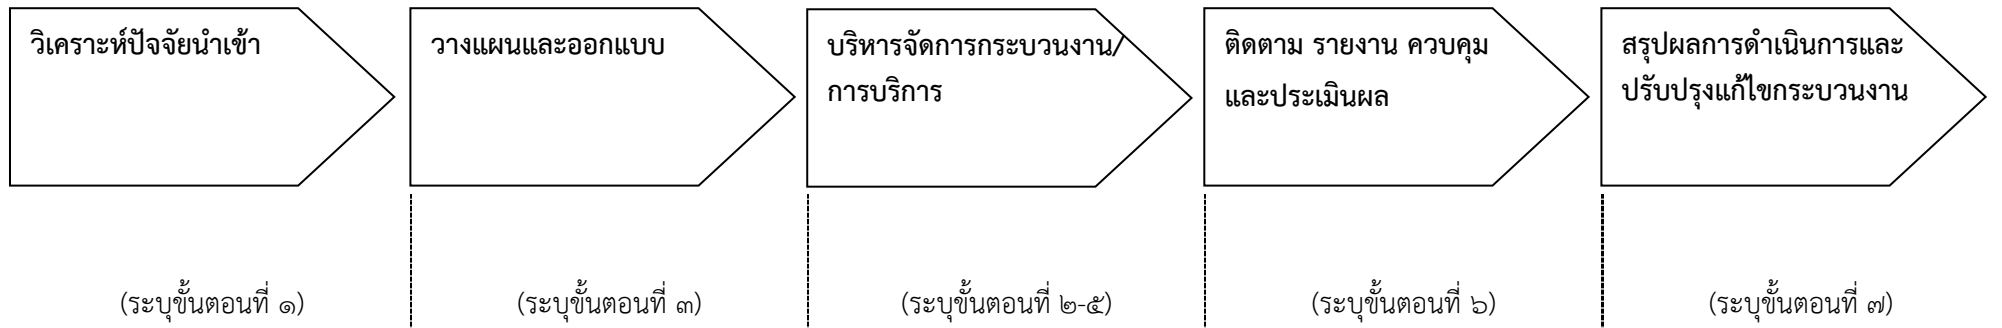 วิเคราะห์ปัจจัยนำเข้า
วางแผนและออกแบบ
บริหารจัดการกระบวนงาน/
การบริการ
ติดตาม รายงาน ควบคุม
และประเมินผล
สรุปผลการดำเนินการและ
ปรับปรุงแก้ไขกระบวนงาน
(ระบุขั้นตอนที่ ๑)
(ระบุขั้นตอนที่ ๓)
(ระบุขั้นตอนที่ ๒-๕)
(ระบุขั้นตอนที่ ๖)
(ระบุขั้นตอนที่ ๗)